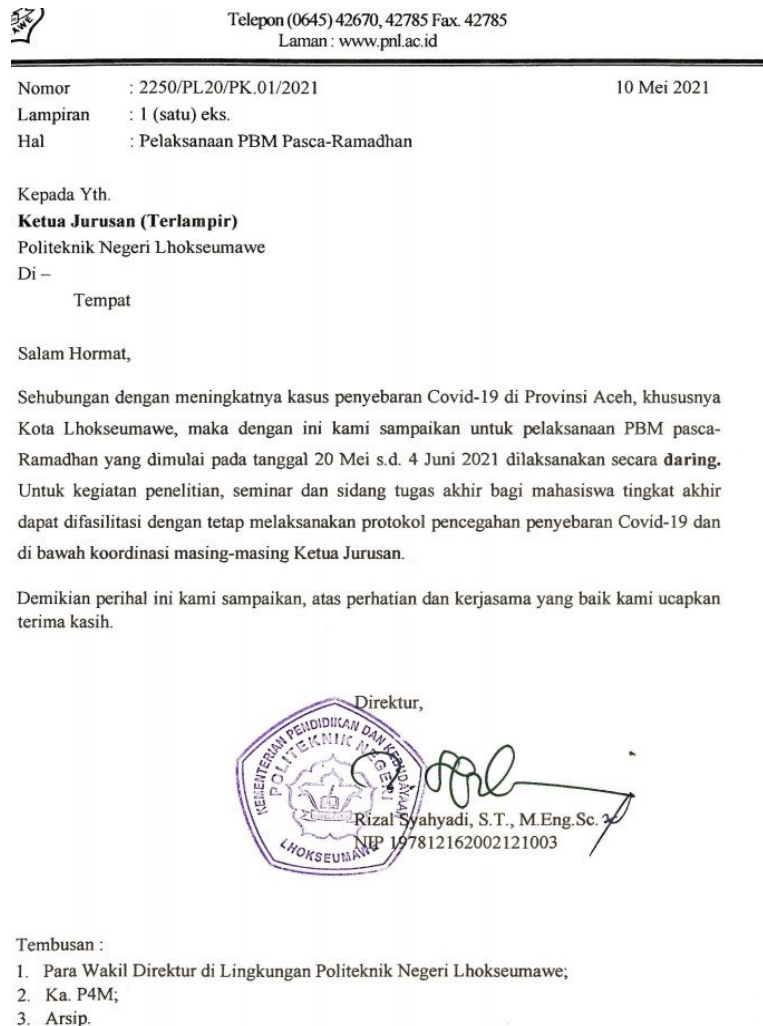 Telepon (0645) 42670, 42785 Fax. 42785
Laman : www.pnl.ac.id
Nomor : 2250/PL20/PK.01/2021 10 Mei 2021
Lampiran : 1 (satu) eks.
Hal : Pelaksanaan PBM Pasca-Ramadhan
Kepada Yth.
Ketua Jurusan (Terlampir)
Politeknik Negeri Lhokseumawe
Di –
Tempat
Salam Hormat,
Sehubungan dengan meningkatnya kasus penyebaran Covid-19 di Provinsi Aceh, khususnya
Kota Lhokseumawe, maka dengan ini kami sampaikan untuk pelaksanaan PBM pasca-
Ramadhan yang dimulai pada tanggal 20 Mei s.d. 4 Juni 2021 dilaksanakan secara daring.
Untuk kegiatan penelitian, seminar dan sidang tugas akhir bagi mahasiswa tingkat akhir
dapat difasilitasi dengan tetap melaksanakan protokol pencegahan penyebaran Covid-19 dan
di bawah koordinasi masing-masing Ketua Jurusan.
Demikian perihal ini kami sampaikan, atas perhatian dan kerjasama yang baik kami ucapkan
terima kasih.
Direktur,
KEMENTERIAN PENDIDIKAN DAN KEBUDAYAAN
POLITEKNIK NEGERI
LHOKSEUMAWE
Rizal Syahyadi, S.T., M.Eng.Sc.
NIP 197812162002121003
Tembusan :
1. Para Wakil Direktur di Lingkungan Politeknik Negeri Lhokseumawe;
2. Ka. P4M;
3. Arsip.